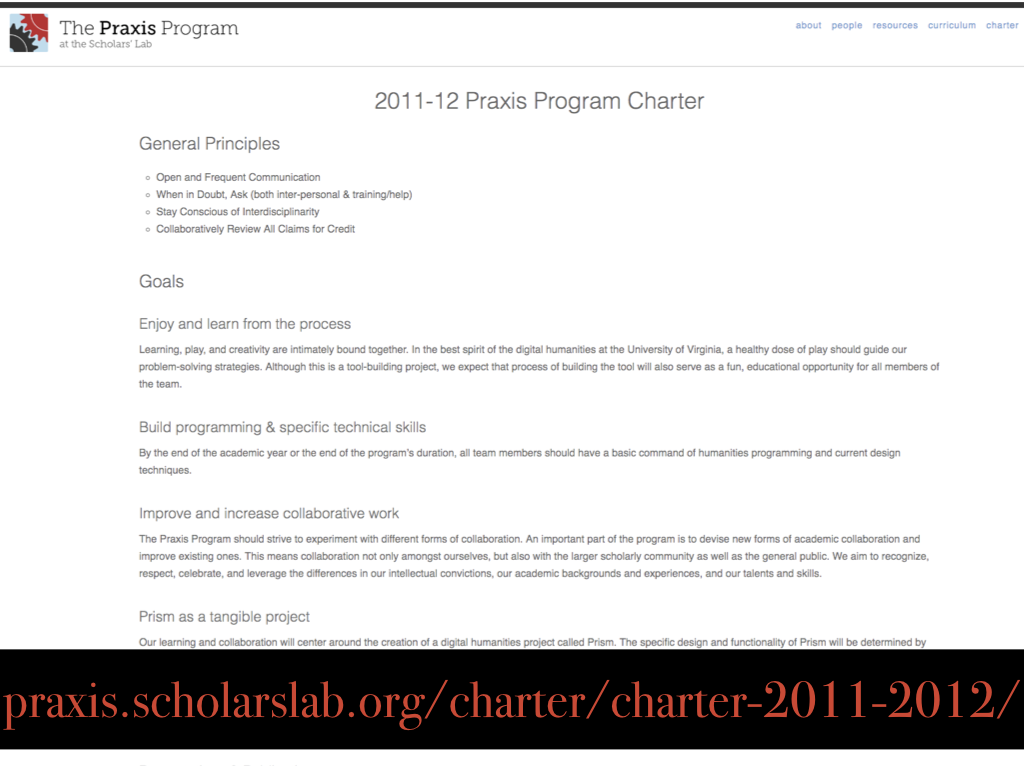 The Praxis Program
at the Scholars' Lab
about people resources curriculum charter
2011-12 Praxis Program Charter
General Principles
Open and Frequent Communication
When in Doubt, Ask (both inter-personal & training/help)
Stay Conscious of Interdisciplinarity
Collaboratively Review All Claims for Credit
Goals
Enjoy and learn from the process
Learning, play, and creativity are intimately bound together. In the best spirit of the digital humanities at the University of Virginia, a healthy dose of play should guide our
problem-solving strategies. Although this is a tool-building project, we expect that process of building the tool will also serve as a fun, educational opportunity for all members of
the team.
Build programming & specific technical skills
By the end of the academic year or the end of the program's duration, all team members should have a basic command of humanities programming and current design
techniques.
Improve and increase collaborative work
The Praxis Program should strive to experiment with different forms of collaboration. An important part of the program is to devise new forms of academic collaboration and
improve existing ones. This means collaboration not only amongst ourselves, but also with the larger scholarly community as well as the general public. We aim to recognize,
respect, celebrate, and leverage the differences in our intellectual convictions, our academic backgrounds and experiences, and our talents and skills.
Prism as a tangible project
Our learning and collaboration will center around the creation of a digital humanities project called Prism. The specific design and functionality of Prism will be determined by
praxis.scholarslab.org/charter/charter-2011-2012/